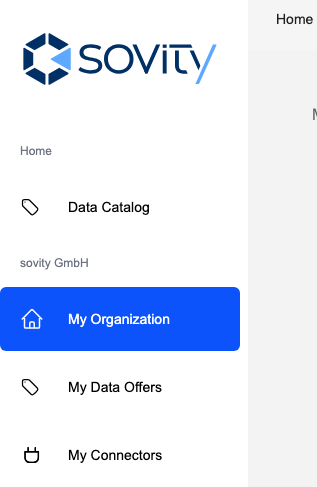 sovity
Home
Home
Data Catalog
sovity GmbH
My Organization
My Data Offers
My Connectors